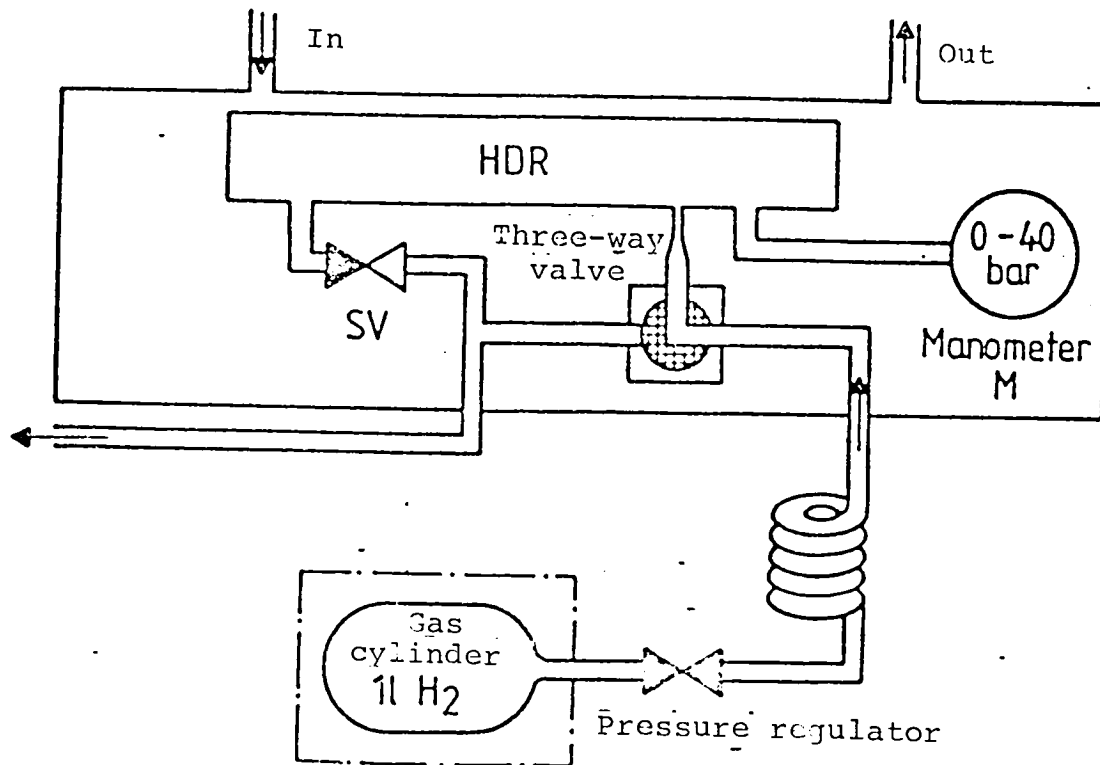 In
Out
HDR
Three-way
valve
0-40
bar
SV
Manometer
M
Gas
cylinder
1l H₂
Pressure regulator